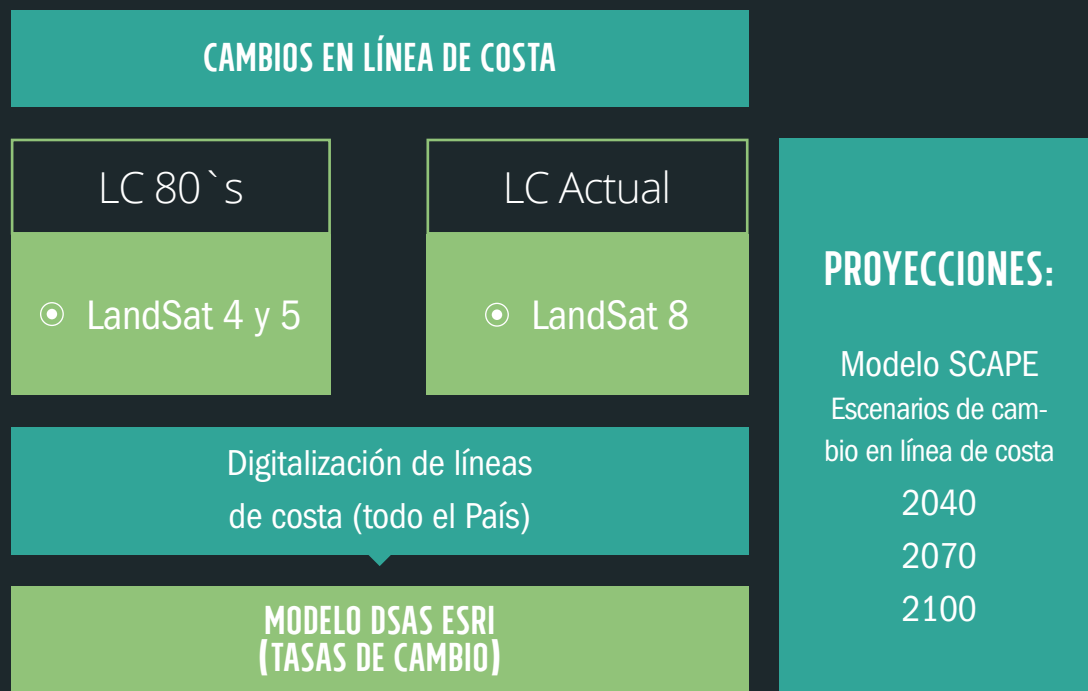 CAMBIOS EN LÍNEA DE COSTA
LC 80`s
LandSat 4 y 5
LC Actual
LandSat 8
Digitalización de líneas
de costa (todo el País)
MODELO DSAS ESRI
(TASAS DE CAMBIO)
PROYECCIONES:
Modelo SCAPE
Escenarios de cam-
bio en línea de costa
2040
2070
2100